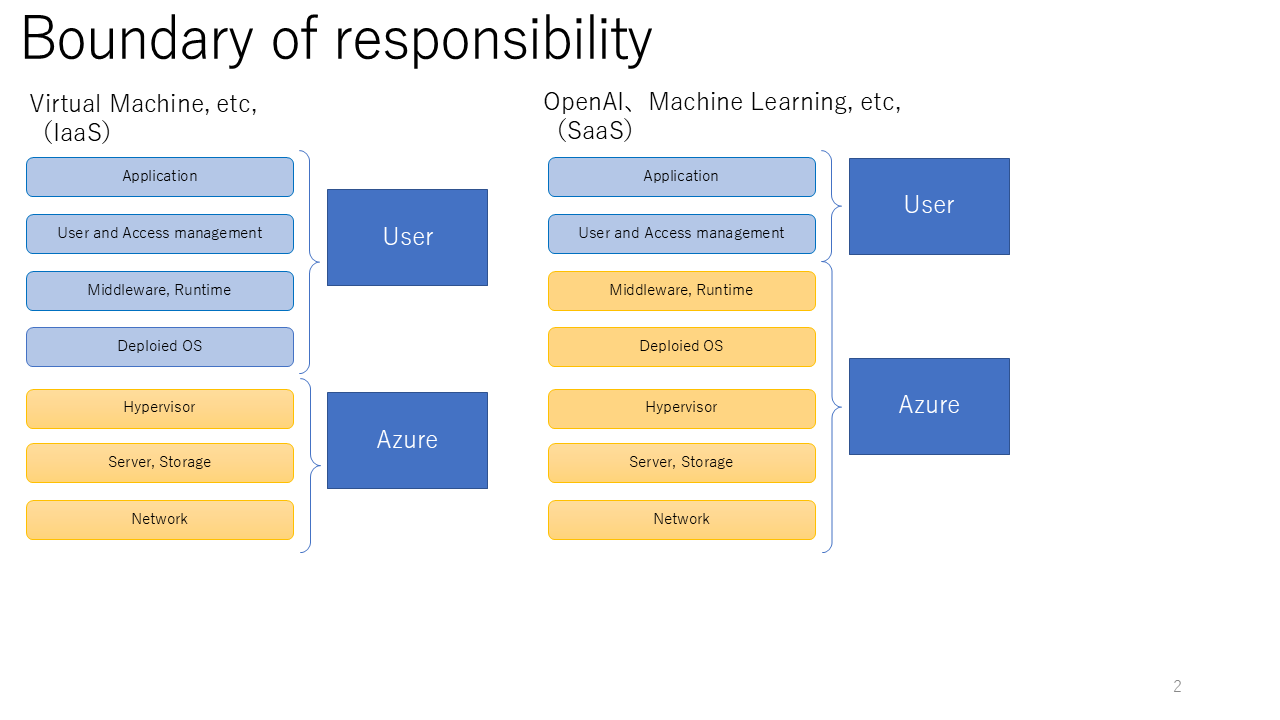 Boundary of responsibility
Virtual Machine, etc,
（IaaS）
Application
User and Access management
Middleware, Runtime
Deploied OS
Hypervisor
Server, Storage
Network
User
Azure
OpenAI、Machine Learning, etc,
（SaaS）
Application
User and Access management
Middleware, Runtime
Deploied OS
Hypervisor
Server, Storage
Network
User
Azure
2